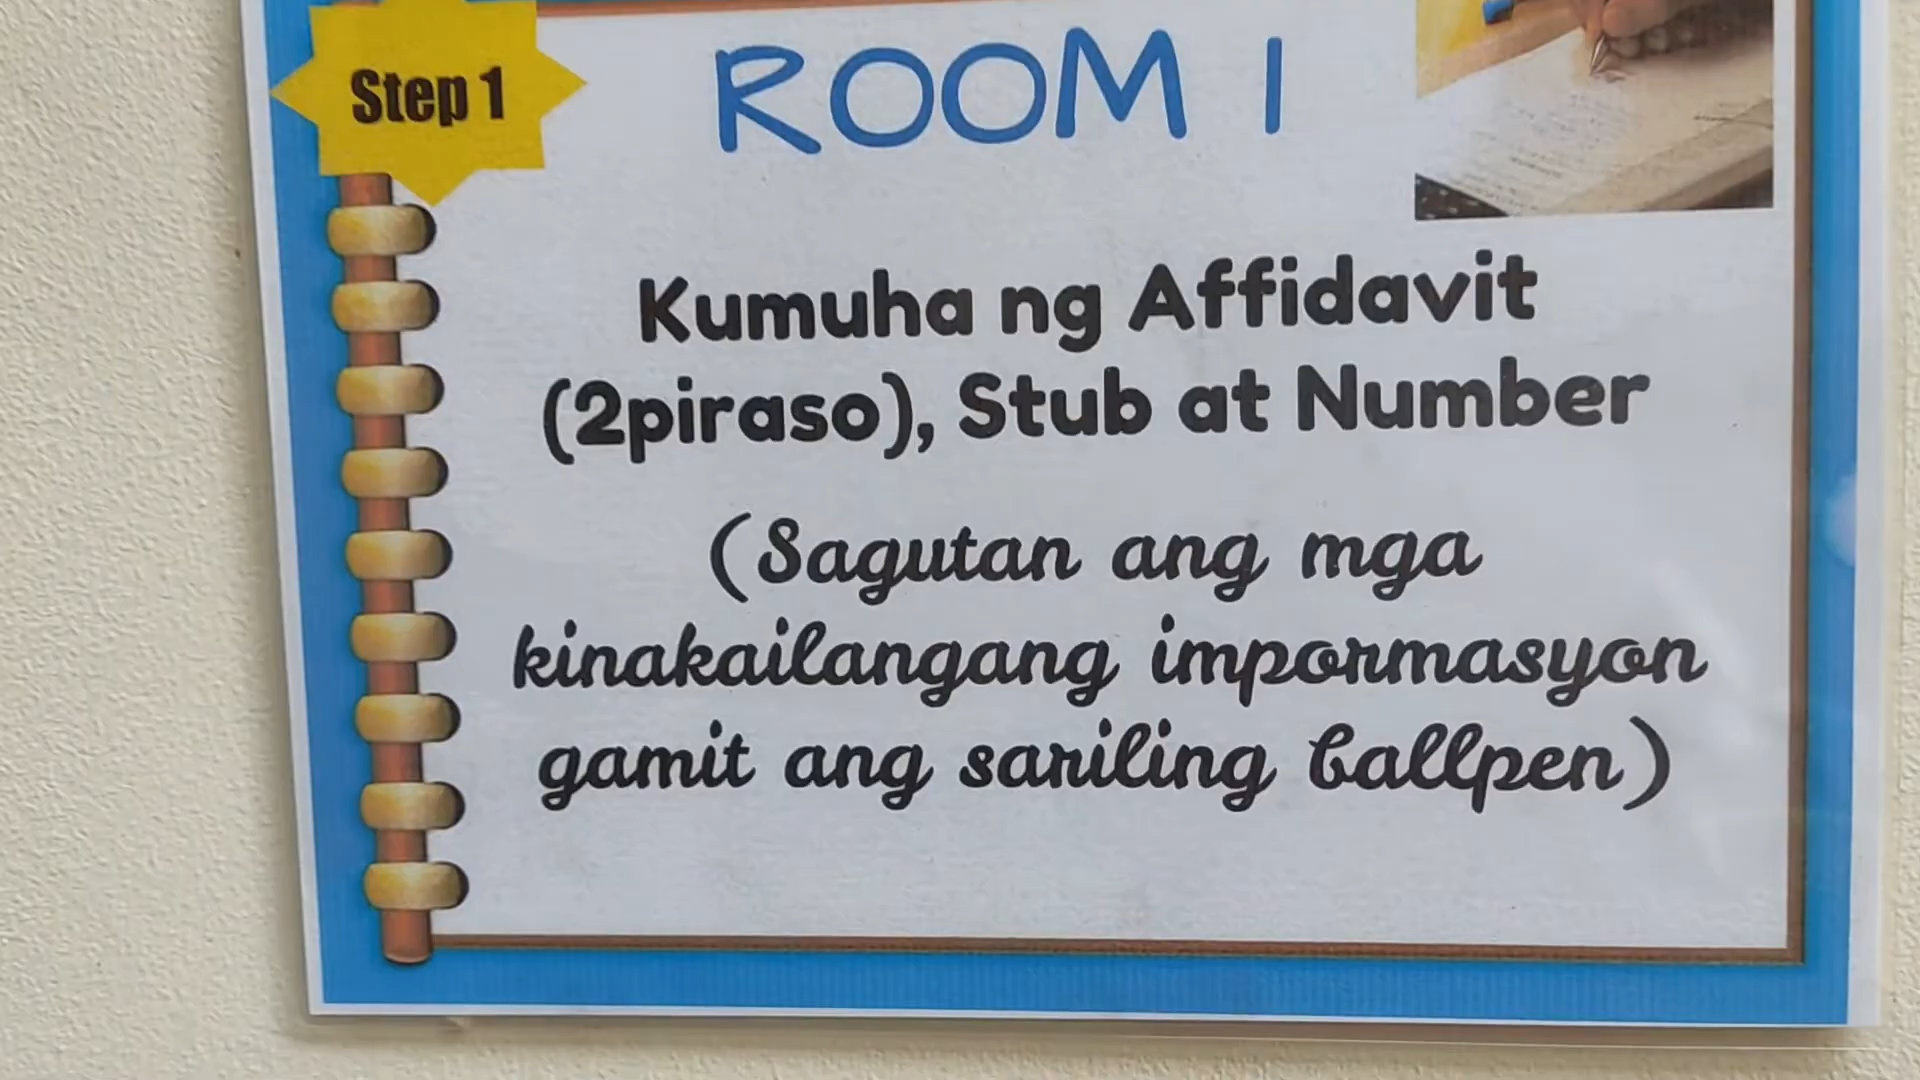 Step 1
ROOM 1
Kumuha ng Affidavit
(2piraso), Stub at Number
(Sagutan ang mga
kinakailangang impormasyon
gamit ang sariling ballpen)